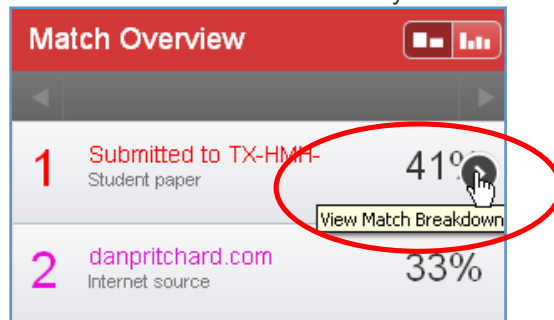 Match Overview
1 Submitted to TX-HMH- 41%
Student paper
View Match Breakdown
2 danpritchard.com 33%
Internet source